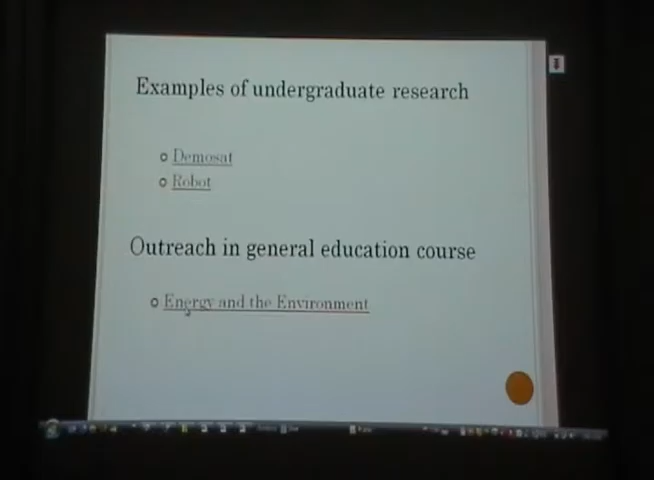 Examples of undergraduate research
Demosat
Robot
Outreach in general education course
Energy and the Environment